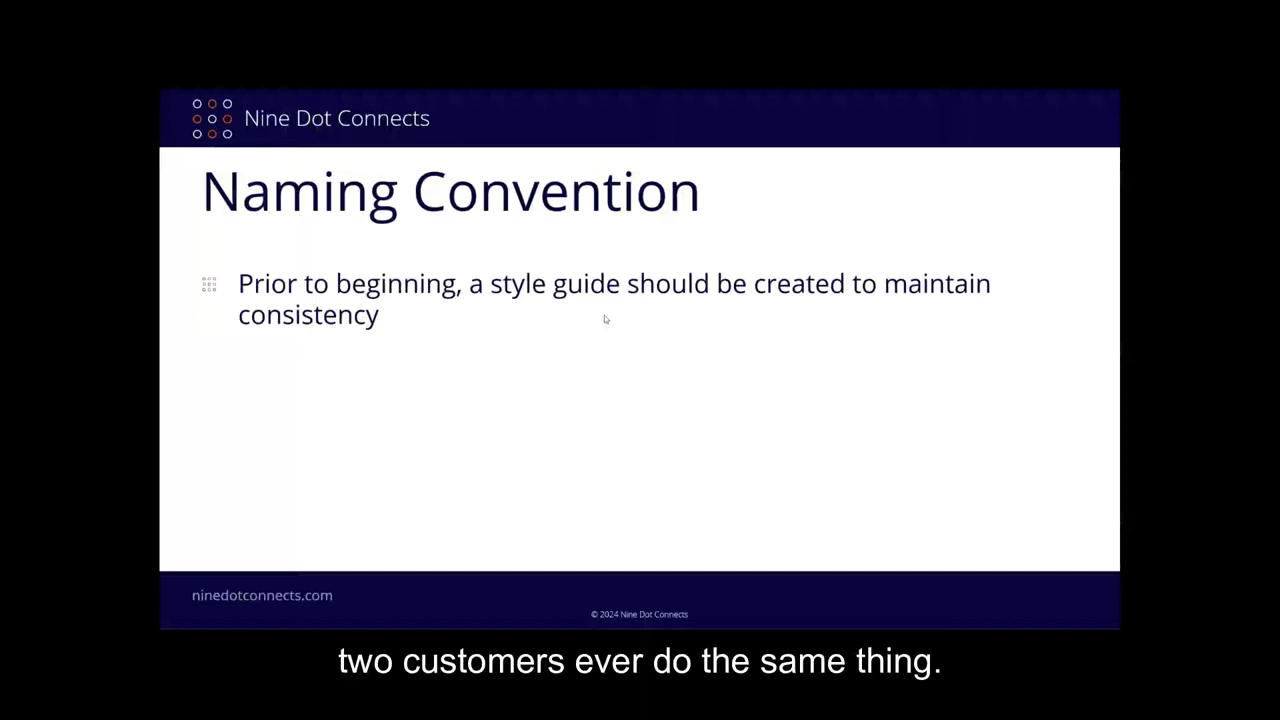 Nine Dot Connects
Naming Convention
Prior to beginning, a style guide should be created to maintain
consistency
ninedotconnects.com
© 2024 Nine Dot Connects
two customers ever do the same thing.